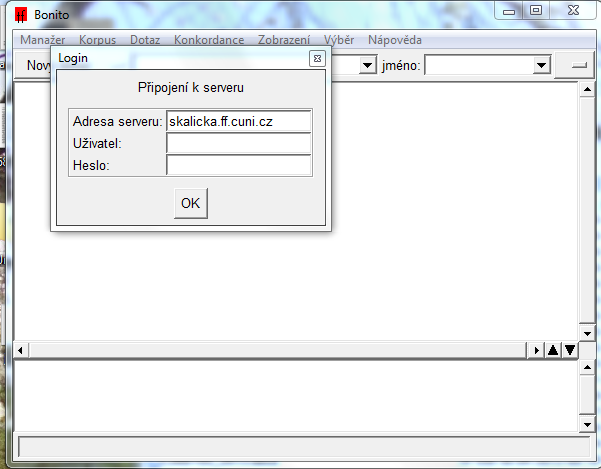 Bonito
Manažer Korpus Dotaz Konkordance Zobrazení Výběr Nápověda
Nový jméno:
Login
Připojení k serveru
Adresa serveru: skalicka.ff.cuni.cz
Uživatel:
Heslo:
OK